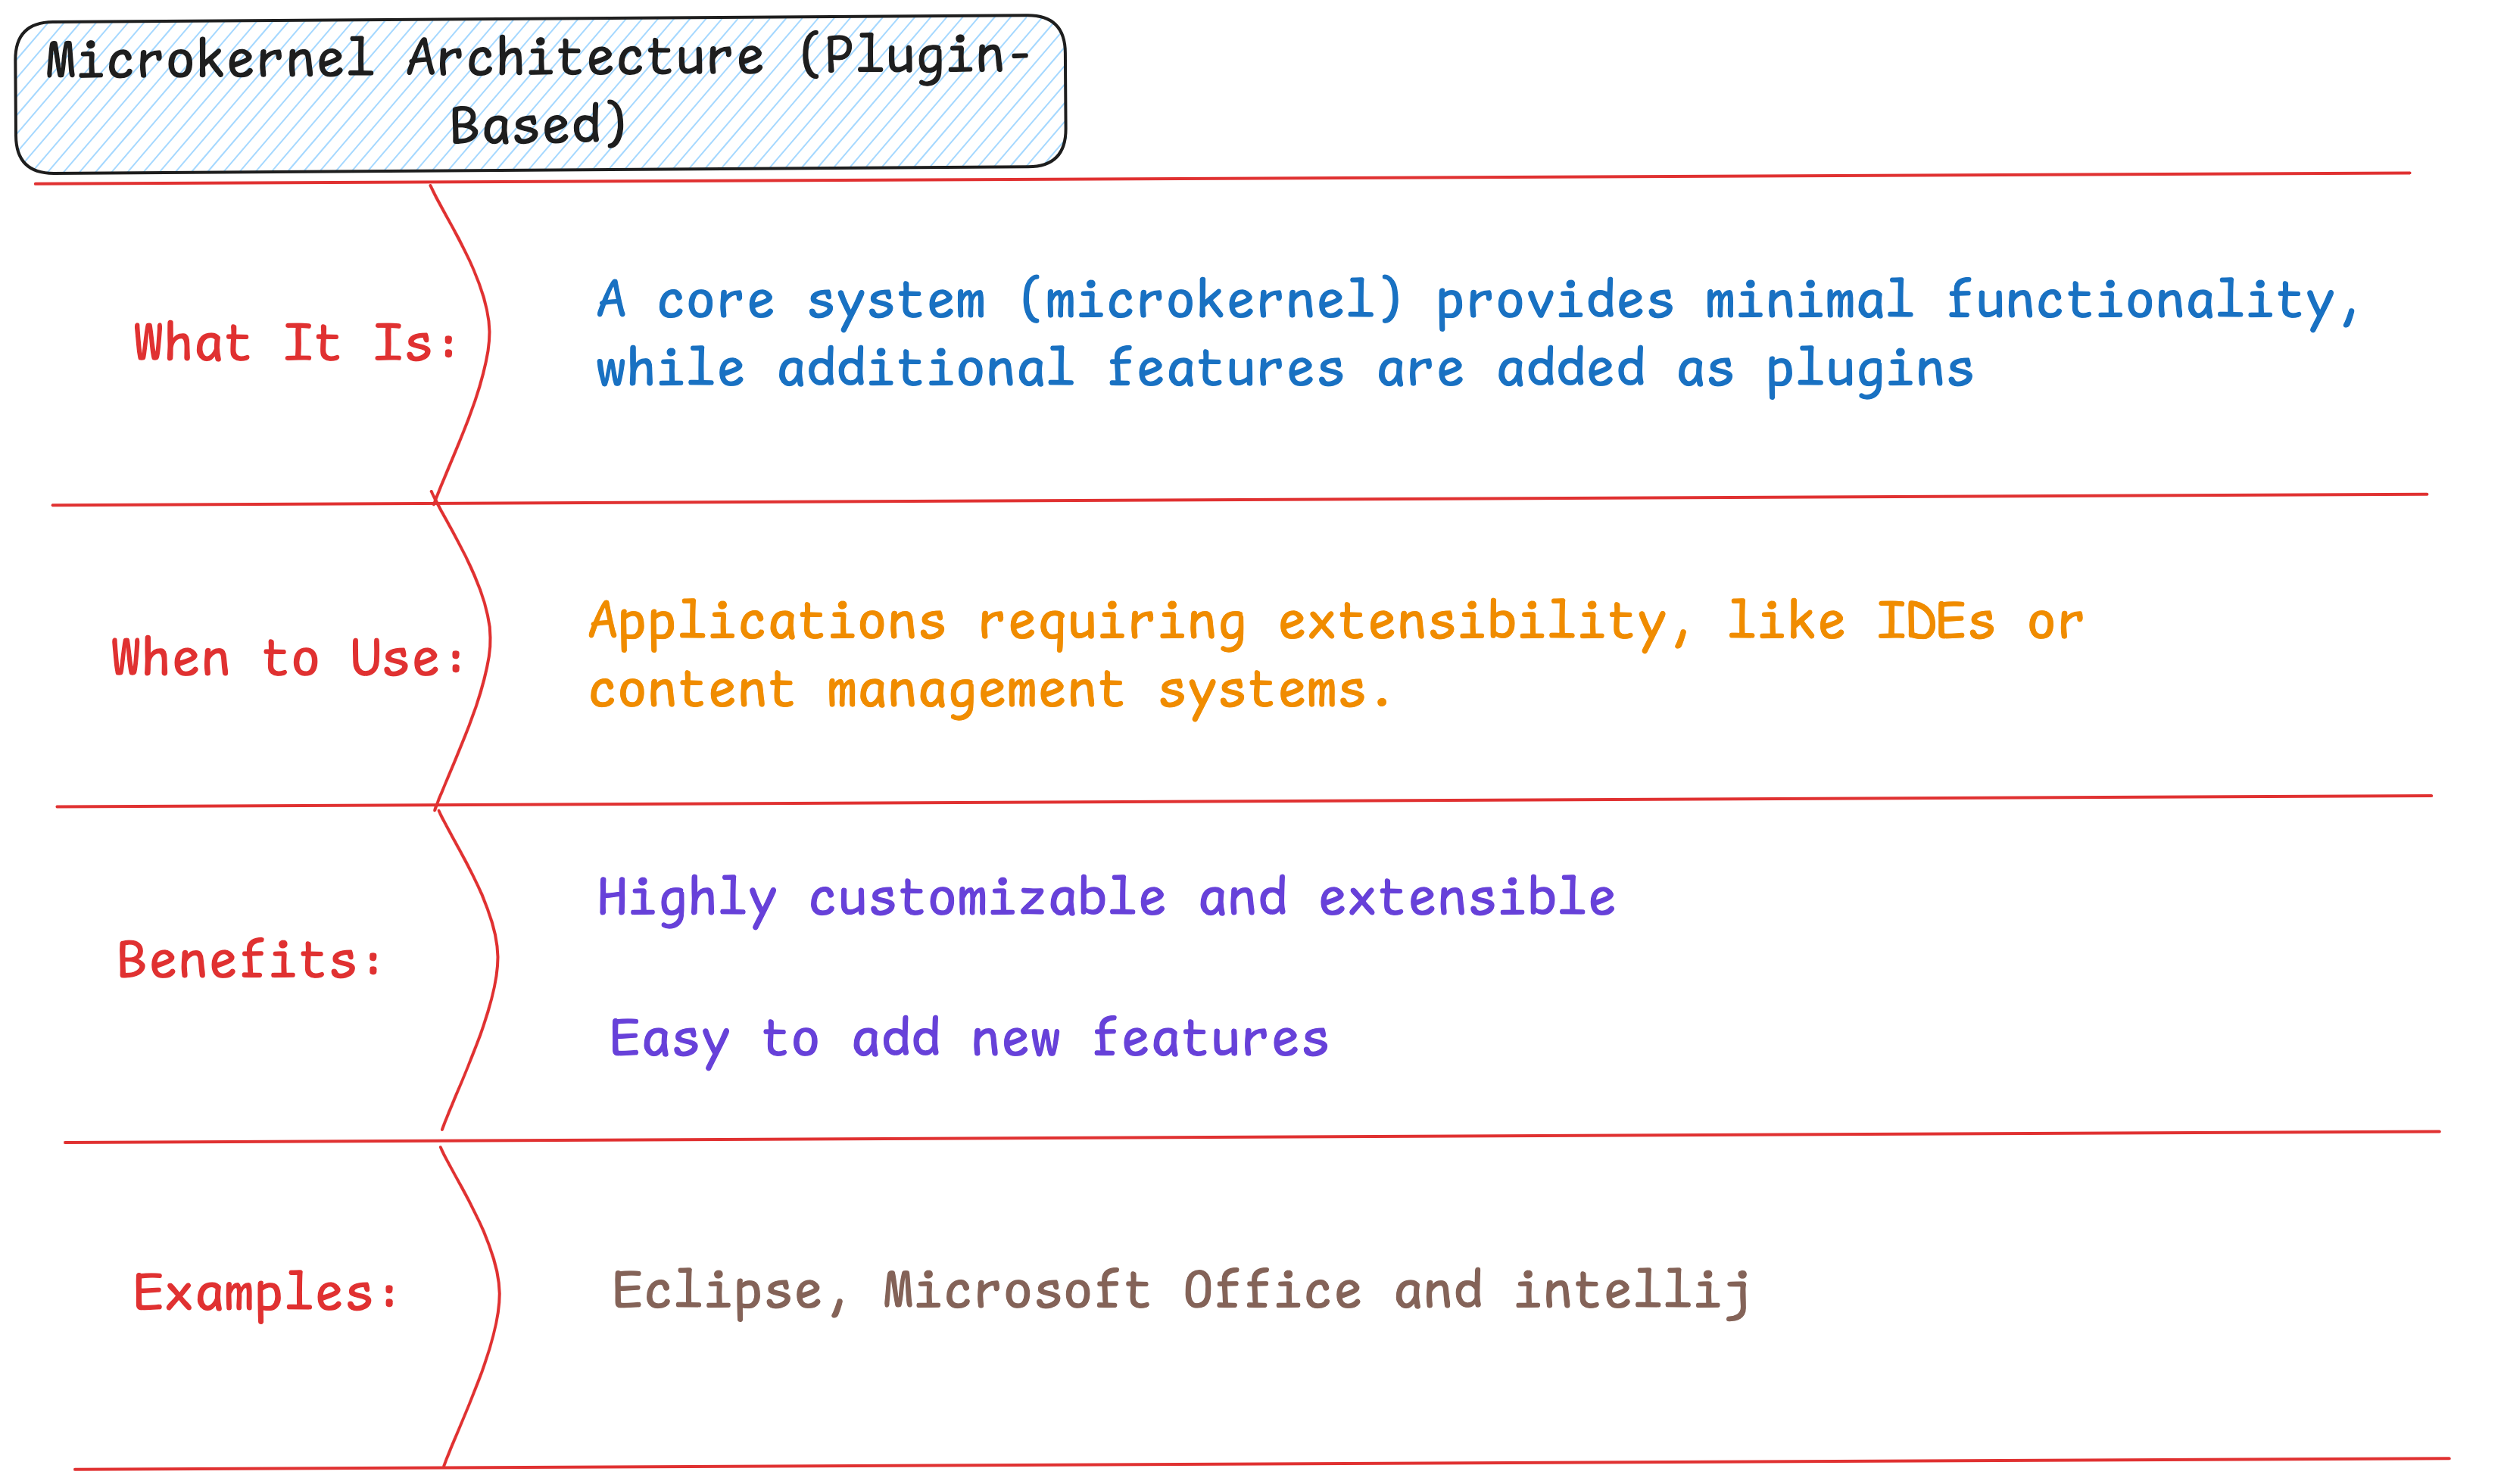 Microkernel Architecture (Plugin-
Based)
What It Is:
A core system (microkernel) provides minimal functionality,
while additional features are added as plugins
When to Use:
Applications requiring extensibility, like IDEs or
content management systems.
Benefits:
Highly customizable and extensible
Easy to add new features
Examples:
Eclipse, Microsoft Office and intellij